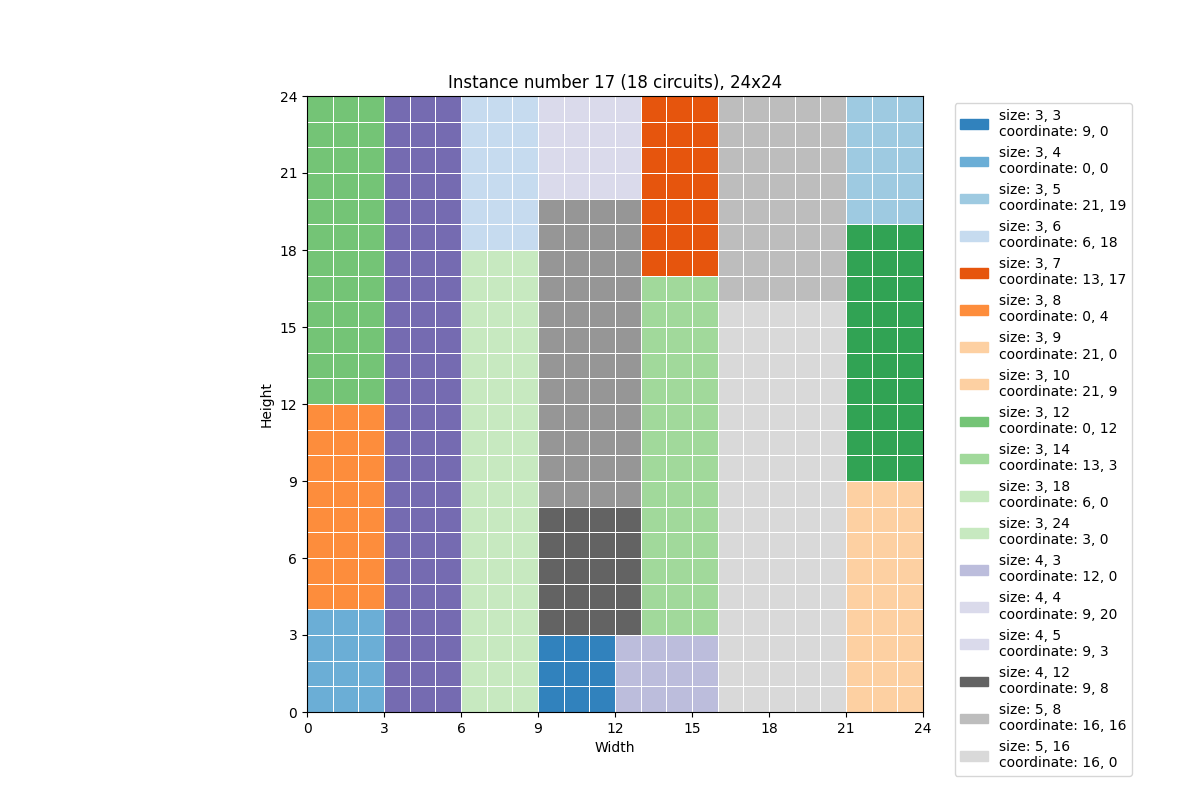 Instance number 17 (18 circuits), 24x24
24
21
18
15
12
9
6
3
0
Height
0 3 6 9 12 15 18 21 24
Width
size: 3, 3
coordinate: 9, 0
size: 3, 4
coordinate: 0, 0
size: 3, 5
coordinate: 21, 19
size: 3, 6
coordinate: 6, 18
size: 3, 7
coordinate: 13, 17
size: 3, 8
coordinate: 0, 4
size: 3, 9
coordinate: 21, 0
size: 3, 10
coordinate: 21, 9
size: 3, 12
coordinate: 0, 12
size: 3, 14
coordinate: 13, 3
size: 3, 18
coordinate: 6, 0
size: 3, 24
coordinate: 3, 0
size: 4, 3
coordinate: 12, 0
size: 4, 4
coordinate: 9, 20
size: 4, 5
coordinate: 9, 3
size: 4, 12
coordinate: 9, 8
size: 5, 8
coordinate: 16, 16
size: 5, 16
coordinate: 16, 0